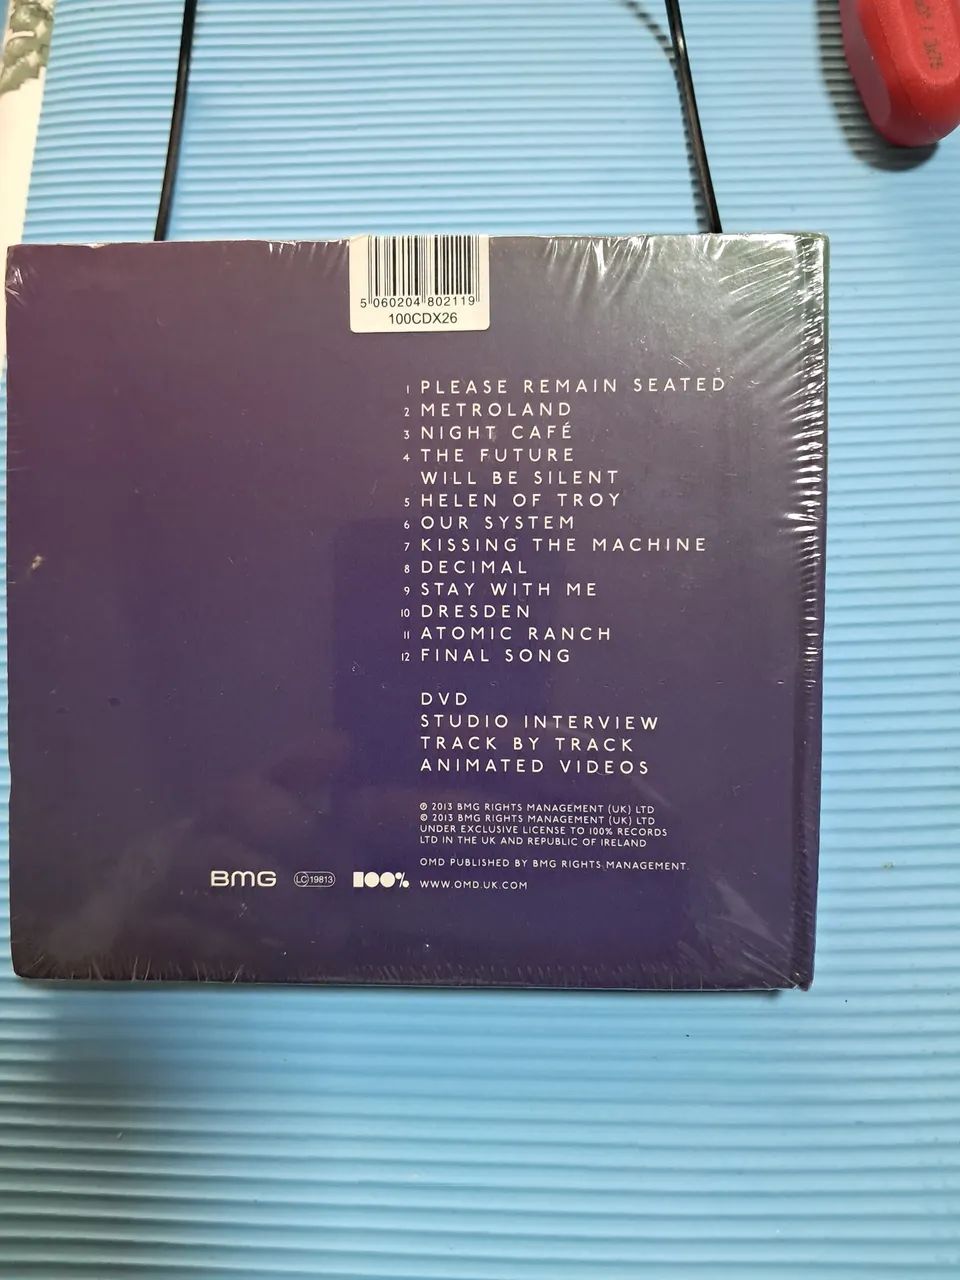 5 060204 802119
100CDX26
1 PLEASE REMAIN SEATED
2 METROLAND
3 NIGHT CAFÉ
4 THE FUTURE
WILL BE SILENT
5 HELEN OF TROY
6 OUR SYSTEM
7 KISSING THE MACHINE
8 DECIMAL
9 STAY WITH ME
10 DRESDEN
11 ATOMIC RANCH
12 FINAL SONG
DVD
STUDIO INTERVIEW
TRACK BY TRACK
ANIMATED VIDEOS
℗ 2013 BMG RIGHTS MANAGEMENT (UK) LTD
© 2013 BMG RIGHTS MANAGEMENT (UK) LTD
UNDER EXCLUSIVE LICENSE TO 100% RECORDS
LTD IN THE UK AND REPUBLIC OF IRELAND
OMD PUBLISHED BY BMG RIGHTS MANAGEMENT.
BMG LC 19813 100% WWW.OMD.UK.COM